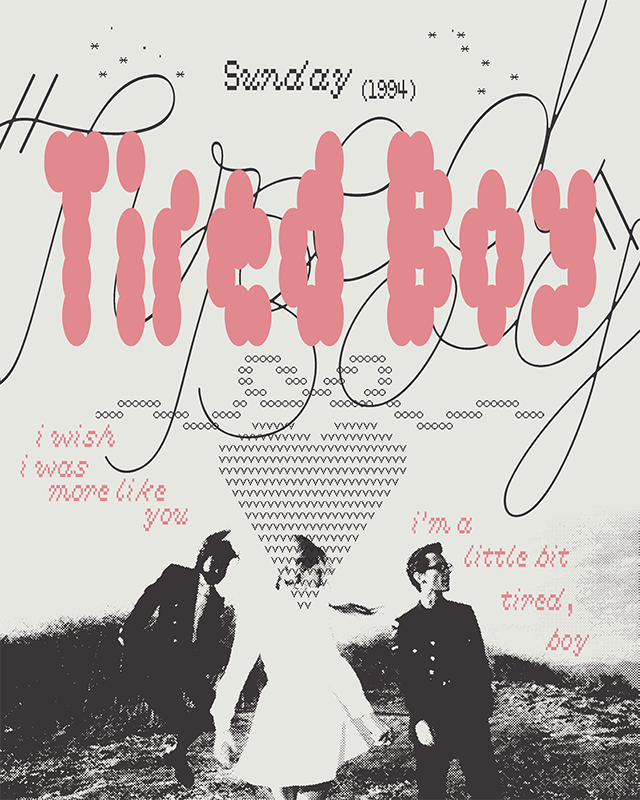 Sunday (1994)
"Tired Boy"
i wish
i was
more like
you
i'm a
little bit
tired,
boy